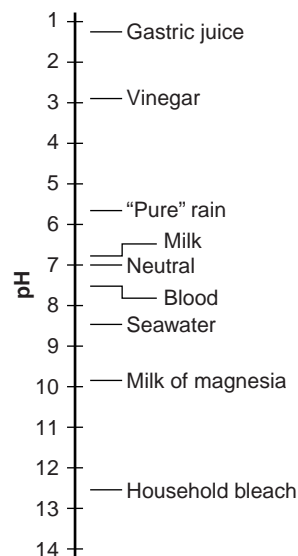 1
Gastric juice
2
3
Vinegar
4
5
"Pure" rain
6
Milk
7
Neutral
pH
Blood
8
Seawater
9
10
Milk of magnesia
11
12
Household bleach
13
14